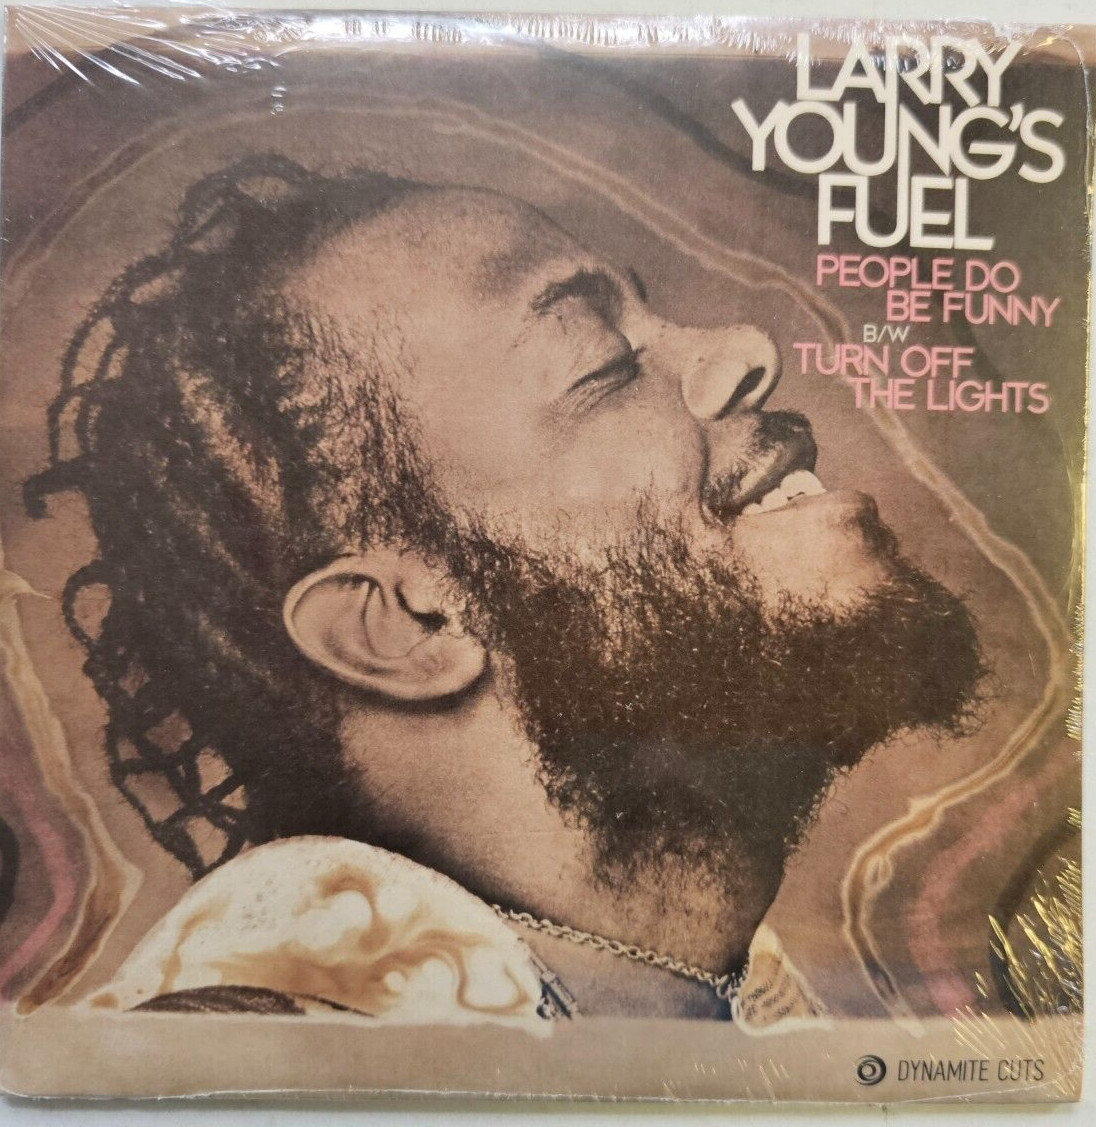 LARRY
YOUNG'S
FUEL
PEOPLE DO
BE FUNNY
B/W
TURN OFF
THE LIGHTS
DYNAMITE CUTS